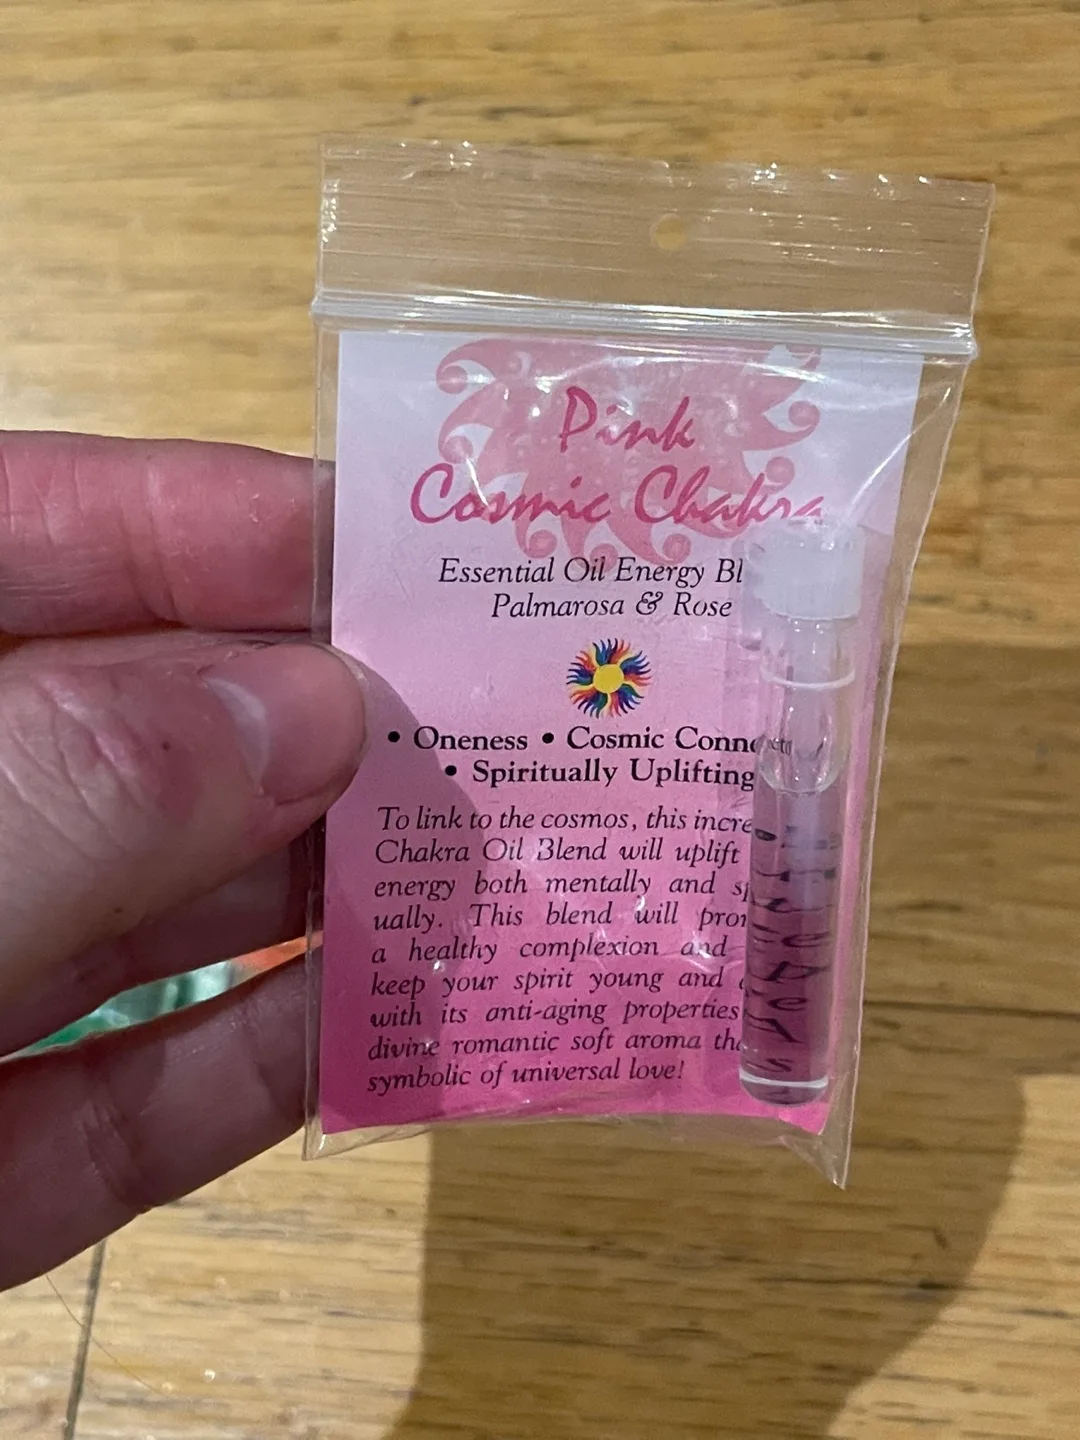 Pink
Cosmic Chakra
Essential Oil Energy Bl
Palmarosa & Rose
• Oneness • Cosmic Conne
• Spiritually Uplifting
To link to the cosmos, this incre
Chakra Oil Blend will uplift
energy both mentally and sp
ually. This blend will pro
a healthy complexion and
keep your spirit young and
with its anti-aging properties
divine romantic soft aroma tha
symbolic of universal love!